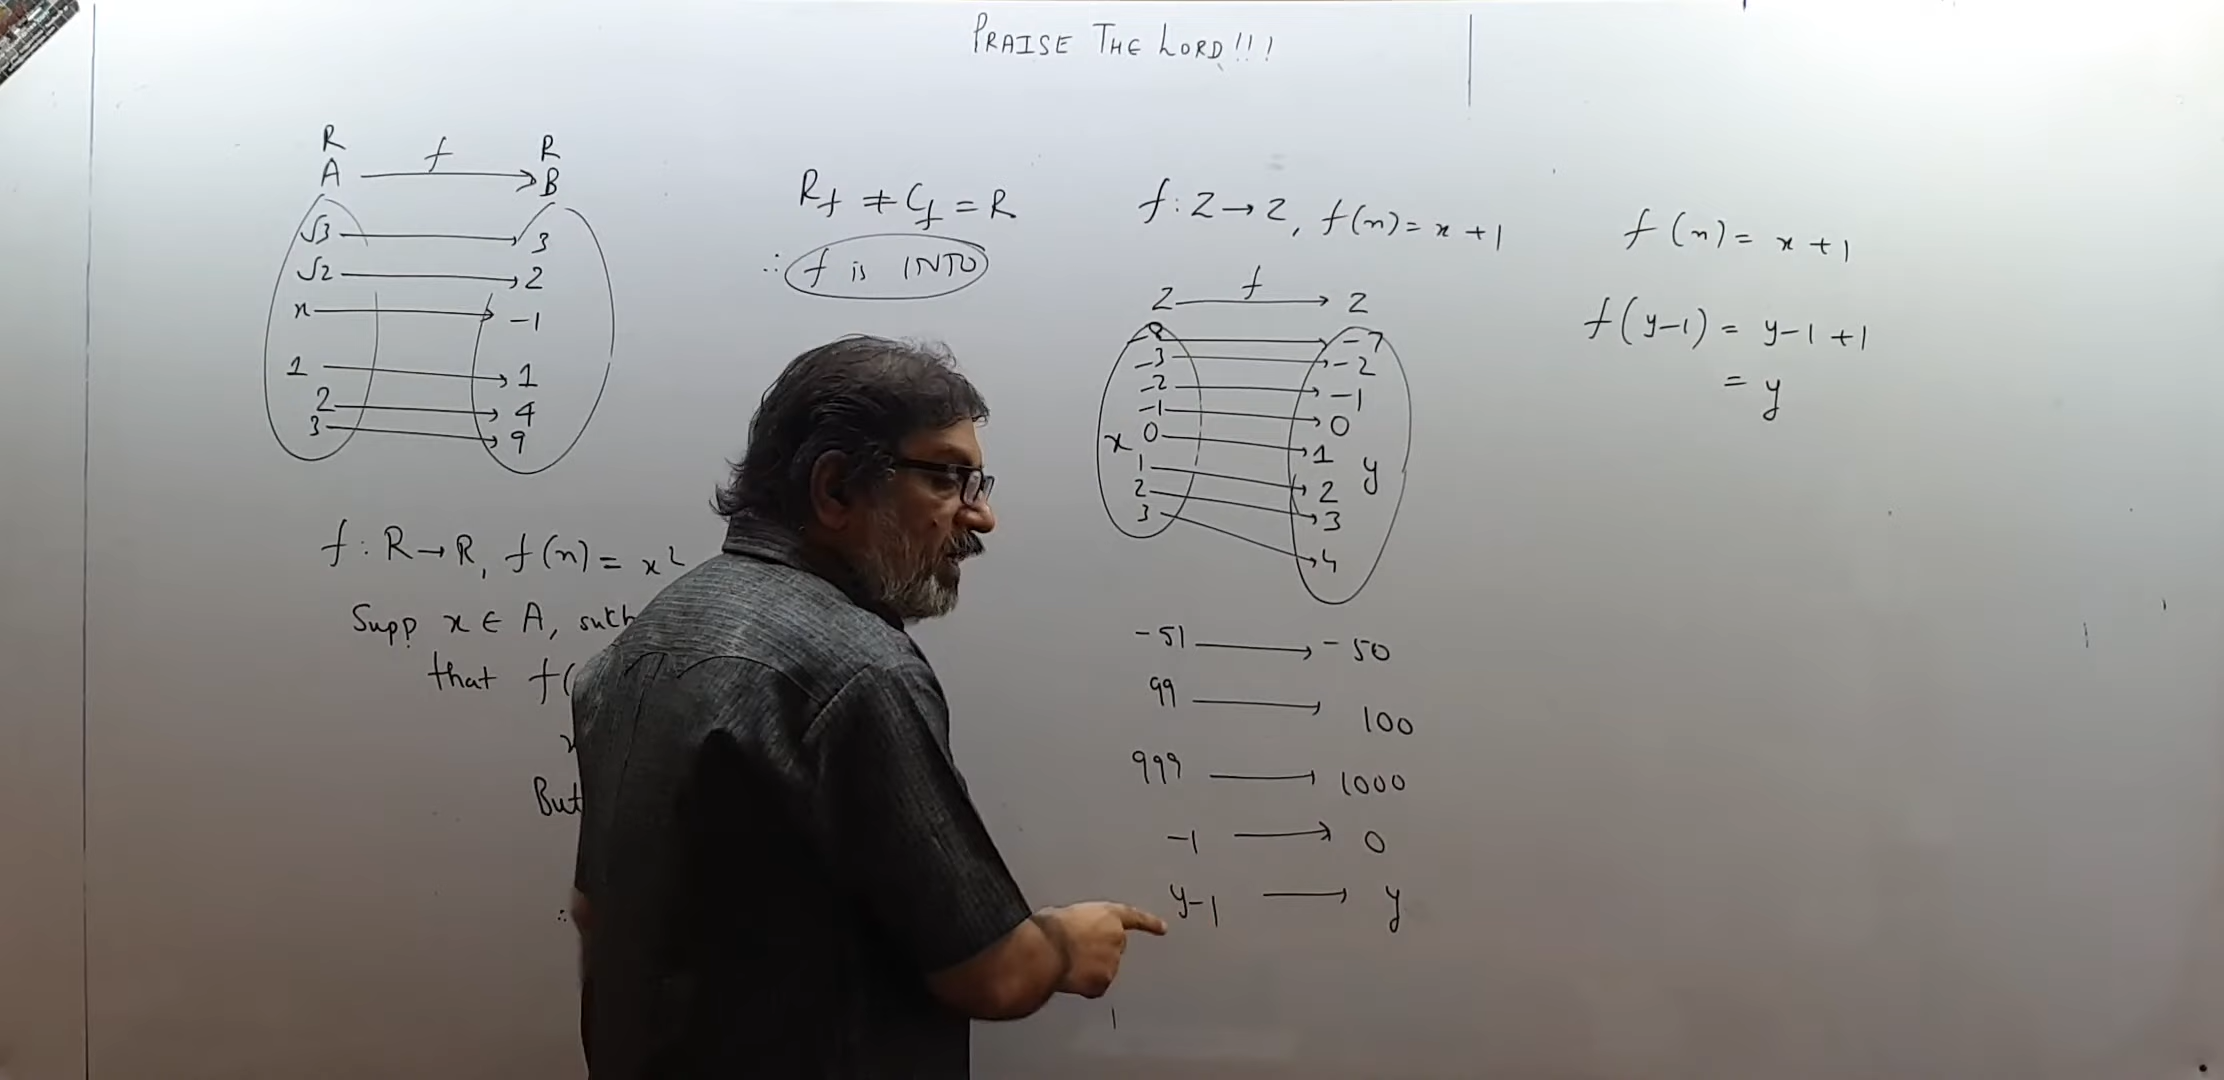 PRAISE THE LORD!!!
R f R
A → B
√3 → 3
√2 → 2
x → -1
1 → 1
2 → 4
3 → 9
f : R → R, f(x) = x²
Supp x ∈ A, such
that f(
But
∴
R_f ≠ C_f = R
∴ f is INTO
f : Z → Z, f(x) = x + 1
Z f → Z
-8 → -7
-3 → -2
-2 → -1
-1 → 0
0 → 1
x y
1 → 2
2 → 3
3 → 4
-51 → -50
99 → 100
999 → 1000
-1 → 0
y-1 → y
f(x) = x + 1
f(y-1) = y-1+1
= y